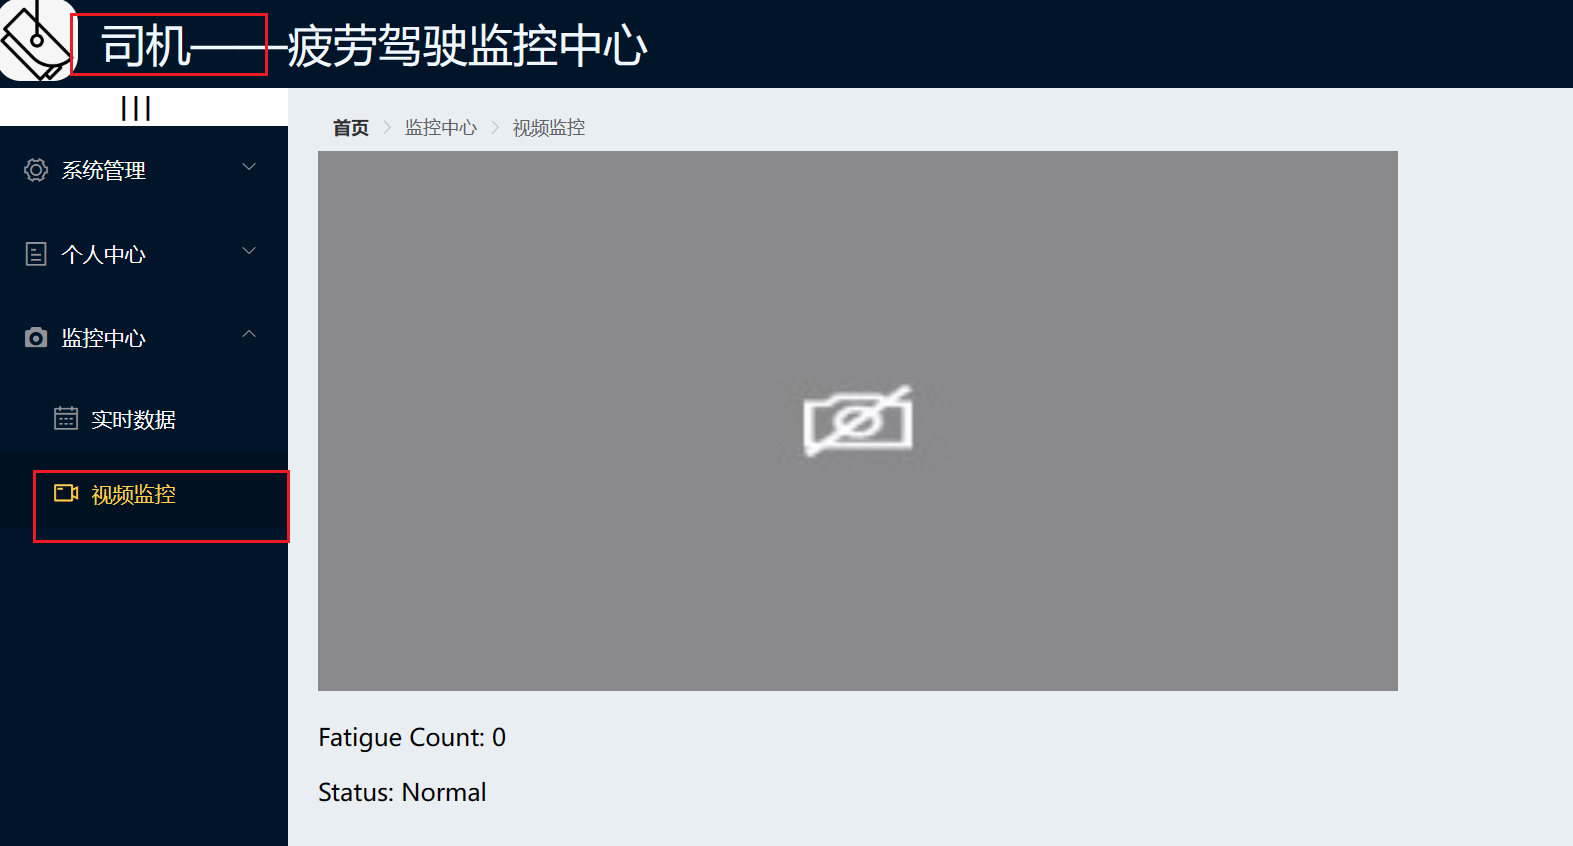 司机——疲劳驾驶监控中心
|||
首页 > 监控中心 > 视频监控
系统管理
个人中心
监控中心
实时数据
视频监控
Fatigue Count: 0
Status: Normal